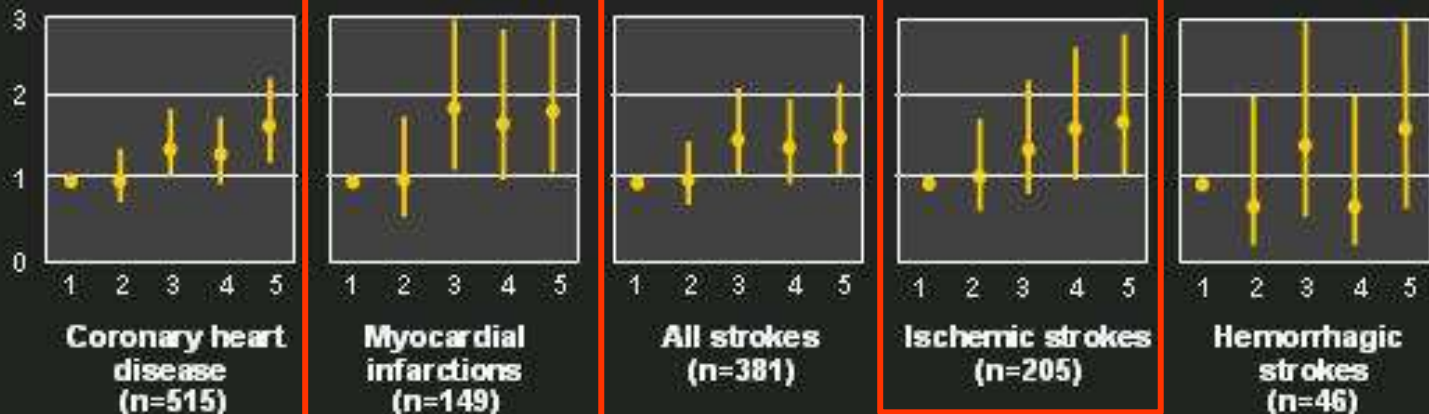 3
2
1
0
1 2 3 4 5
1 2 3 4 5
1 2 3 4 5
1 2 3 4 5
1 2 3 4 5
Coronary heart
disease
(n=515)
Myocardial
infarctions
(n=149)
All strokes
(n=381)
Ischemic strokes
(n=205)
Hemorrhagic
strokes
(n=46)